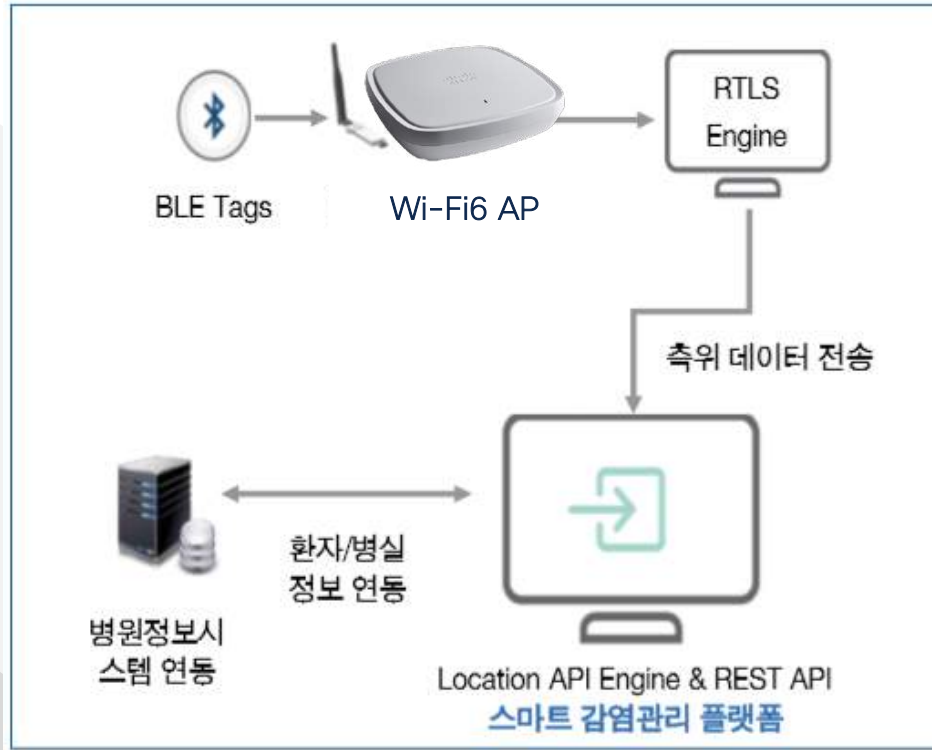 RTLS
Engine
BLE Tags
Wi-Fi6 AP
측위 데이터 전송
환자/병실
정보 연동
병원정보시
스템 연동
Location API Engine & REST API
스마트 감염관리 플랫폼